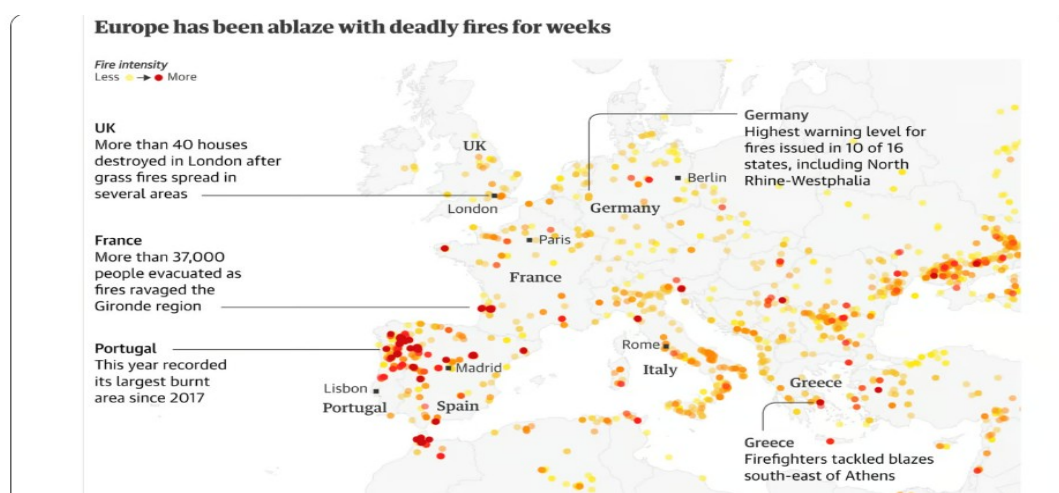 Europe has been ablaze with deadly fires for weeks
Fire intensity
Less → More
UK
More than 40 houses
destroyed in London after
grass fires spread in
several areas
France
More than 37,000
people evacuated as
fires ravaged the
Gironde region
Portugal
This year recorded
its largest burnt
area since 2017
Germany
Highest warning level for
fires issued in 10 of 16
states, including North
Rhine-Westphalia
UK
London
Berlin
Germany
Paris
France
Rome
Italy
Madrid
Lisbon
Portugal
Spain
Greece
Greece
Firefighters tackled blazes
south-east of Athens